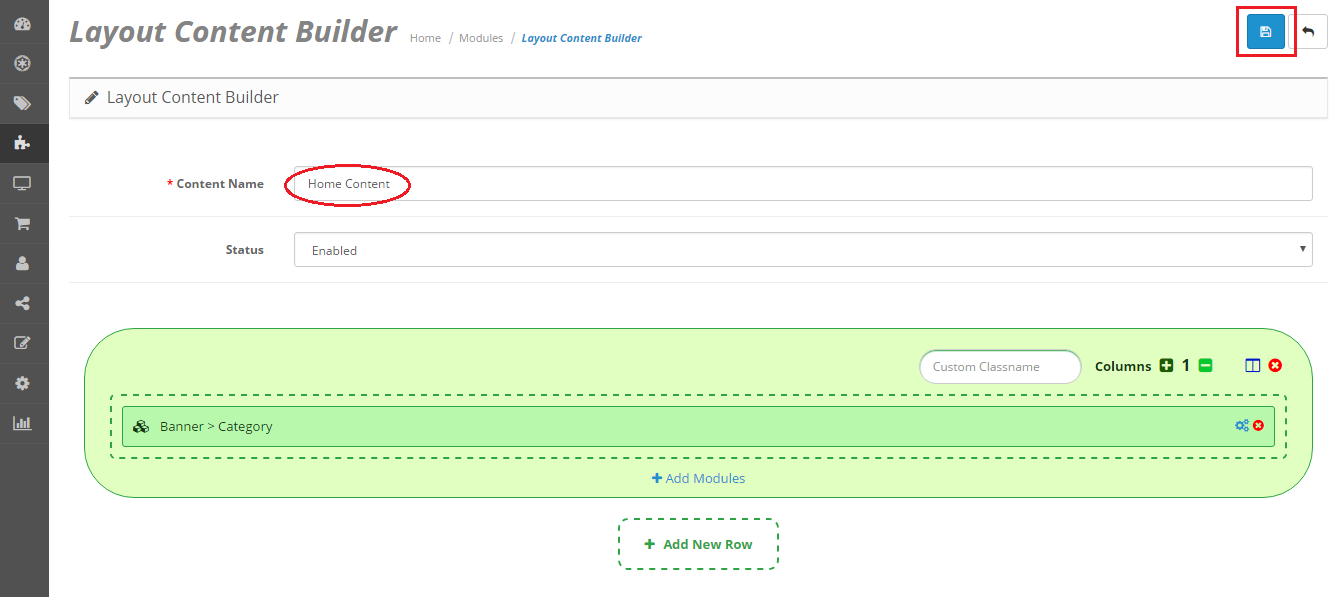 Layout Content Builder Home / Modules / Layout Content Builder
Layout Content Builder
* Content Name Home Content
Status Enabled
Custom Classname Columns 1
Banner > Category
Add Modules
Add New Row